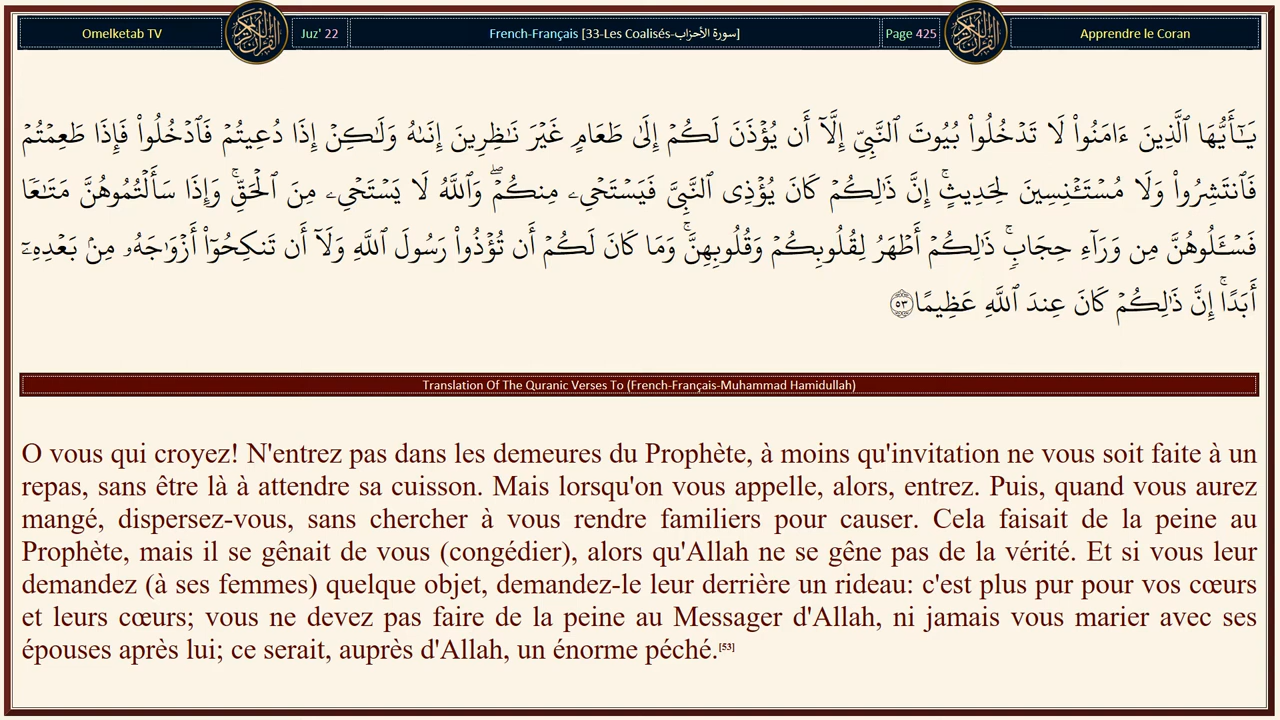 Omelketab TV
Juz' 22
French-Français [33-Les Coalisés-سورة الأحزاب]
Page 425
Apprendre le Coran
يَـٰٓأَيُّهَا ٱلَّذِينَ ءَامَنُوا۟ لَا تَدْخُلُوا۟ بُيُوتَ ٱلنَّبِىِّ إِلَّآ أَن يُؤْذَنَ لَكُمْ إِلَىٰ طَعَامٍ غَيْرَ نَـٰظِرِينَ إِنَىٰهُ وَلَـٰكِنْ إِذَا دُعِيتُمْ فَٱدْخُلُوا۟ فَإِذَا طَعِمْتُمْ
فَٱنتَشِرُوا۟ وَلَا مُسْتَـْٔنِسِينَ لِحَدِيثٍ ۚ إِنَّ ذَٰلِكُمْ كَانَ يُؤْذِى ٱلنَّبِىَّ فَيَسْتَحْىِۦ مِنكُمْ ۖ وَٱللَّهُ لَا يَسْتَحْىِۦ مِنَ ٱلْحَقِّ ۚ وَإِذَا سَأَلْتُمُوهُنَّ مَتَـٰعًا
فَسْـَٔلُوهُنَّ مِن وَرَآءِ حِجَابٍ ۚ ذَٰلِكُمْ أَطْهَرُ لِقُلُوبِكُمْ وَقُلُوبِهِنَّ ۚ وَمَا كَانَ لَكُمْ أَن تُؤْذُوا۟ رَسُولَ ٱللَّهِ وَلَآ أَن تَنكِحُوٓا۟ أَزْوَٰجَهُۥ مِنۢ بَعْدِهِۦٓ
أَبَدًا ۚ إِنَّ ذَٰلِكُمْ كَانَ عِندَ ٱللَّهِ عَظِيمًا ٥٣
Translation Of The Quranic Verses To (French-Français-Muhammad Hamidullah)
O vous qui croyez! N'entrez pas dans les demeures du Prophète, à moins qu'invitation ne vous soit faite à un
repas, sans être là à attendre sa cuisson. Mais lorsqu'on vous appelle, alors, entrez. Puis, quand vous aurez
mangé, dispersez-vous, sans chercher à vous rendre familiers pour causer. Cela faisait de la peine au
Prophète, mais il se gênait de vous (congédier), alors qu'Allah ne se gêne pas de la vérité. Et si vous leur
demandez (à ses femmes) quelque objet, demandez-le leur derrière un rideau: c'est plus pur pour vos cœurs
et leurs cœurs; vous ne devez pas faire de la peine au Messager d'Allah, ni jamais vous marier avec ses
épouses après lui; ce serait, auprès d'Allah, un énorme péché.[53]